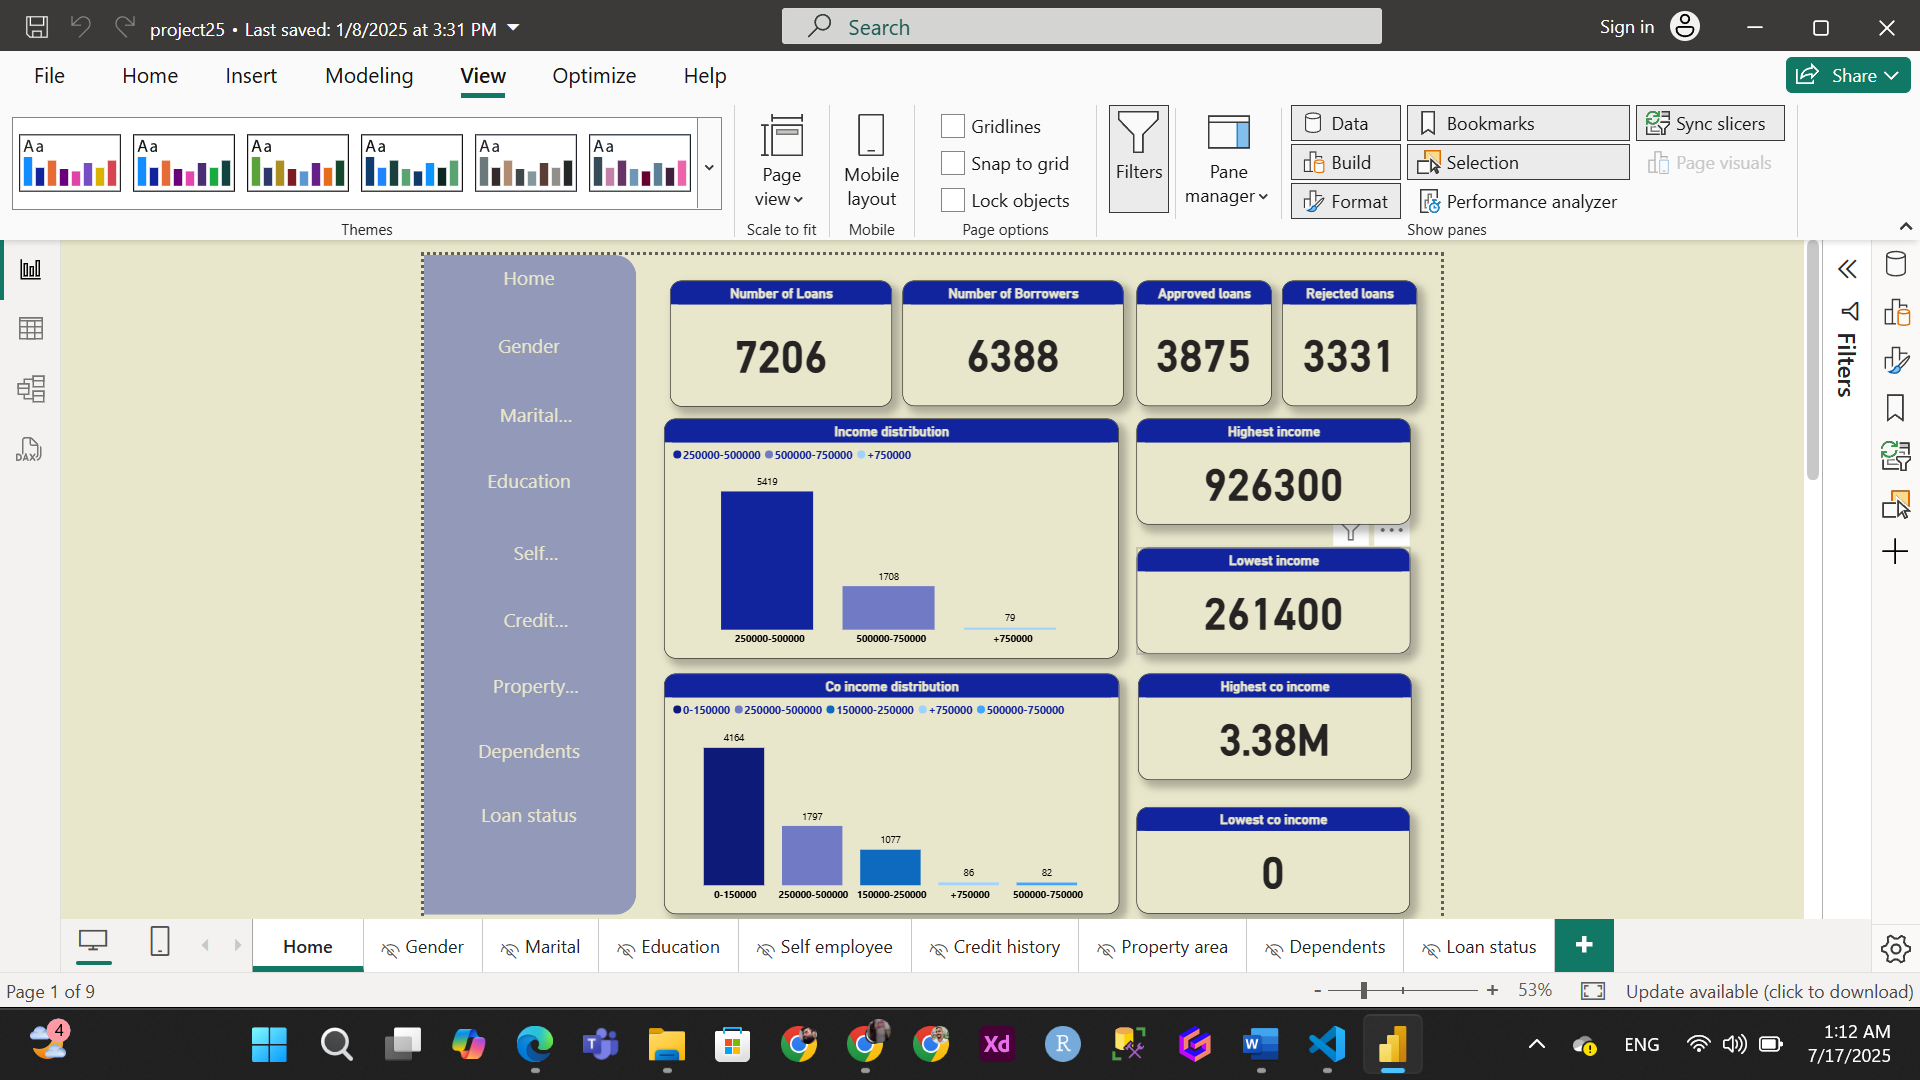 project25 • Last saved: 1/8/2025 at 3:31 PM
Search
Sign in
File Home Insert Modeling View Optimize Help
Share
Aa Aa Aa Aa Aa Aa
Themes
Page view
Scale to fit
Mobile layout
Mobile
Gridlines
Snap to grid
Lock objects
Page options
Filters
Pane manager
Data
Build
Format
Bookmarks
Selection
Performance analyzer
Sync slicers
Page visuals
Show panes
DAX
Home
Gender
Marital...
Education
Self...
Credit...
Property...
Dependents
Loan status
Number of Loans
7206
Number of Borrowers
6388
Approved loans
3875
Rejected loans
3331
Income distribution
250000-500000 500000-750000 +750000
5419
1708
79
250000-500000 500000-750000 +750000
Highest income
926300
Lowest income
261400
Co income distribution
0-150000 250000-500000 150000-250000 +750000 500000-750000
4164
1797
1077
86
82
0-150000 250000-500000 150000-250000 +750000 500000-750000
Highest co income
3.38M
Lowest co income
0
Filters
Home Gender Marital Education Self employee Credit history Property area Dependents Loan status
Page 1 of 9
- + 53%
Update available (click to download)
4
Xd
R
W
ENG
1:12 AM
7/17/2025